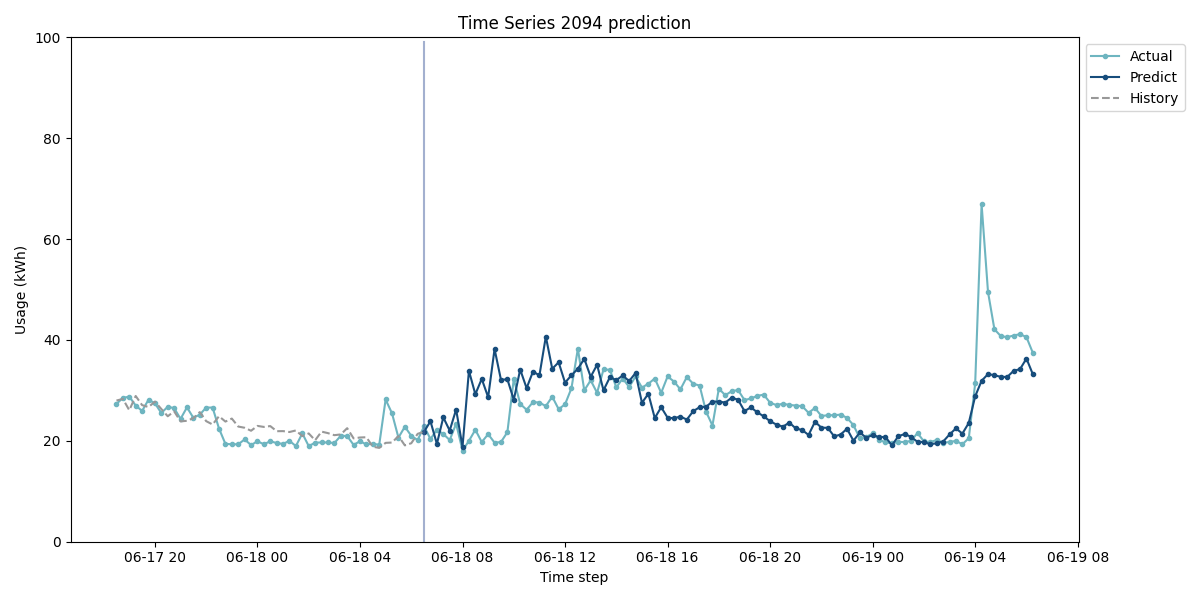 Time Series 2094 prediction
100
80
60
40
20
0
Usage (kWh)
06-17 20
06-18 00
06-18 04
06-18 08
06-18 12
06-18 16
06-18 20
06-19 00
06-19 04
06-19 08
Time step
Actual
Predict
History